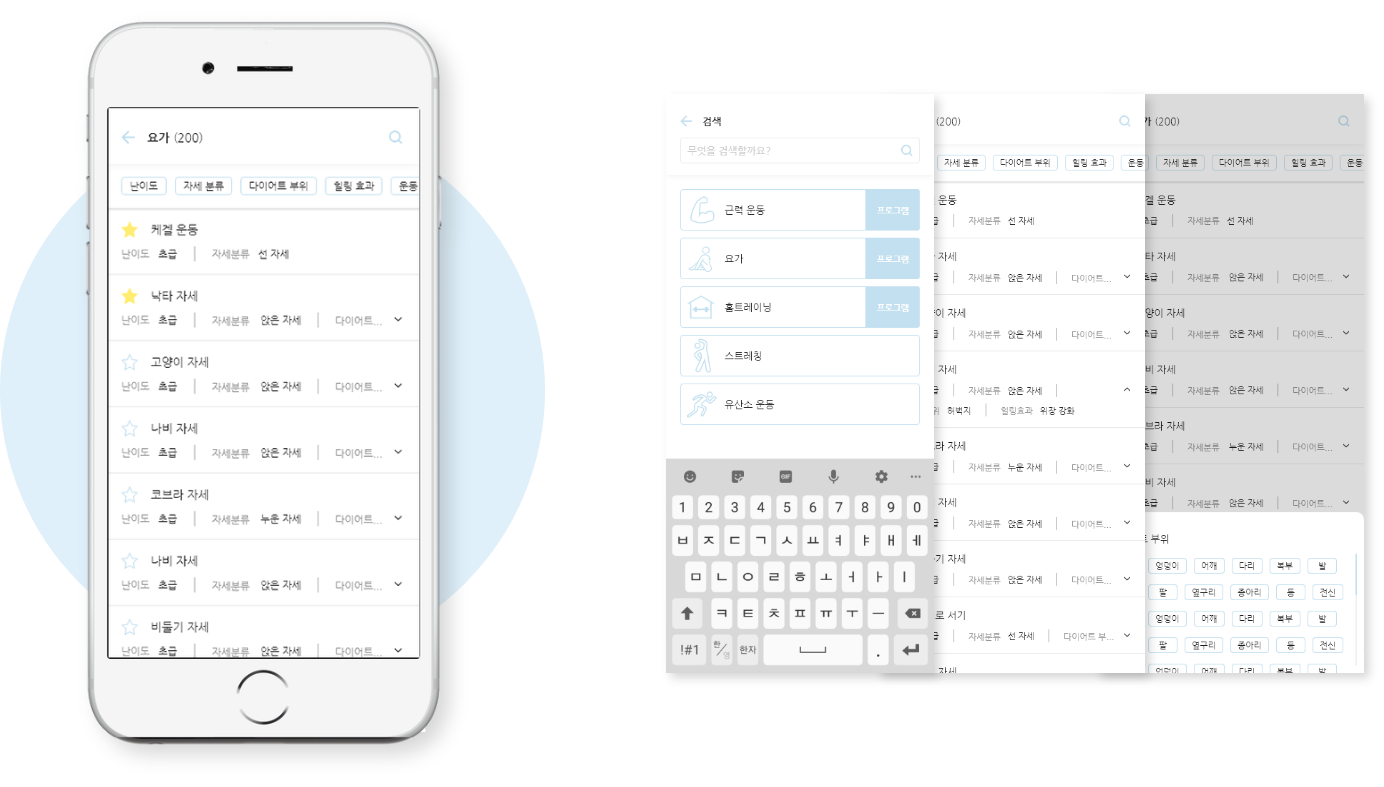 요가 (200)
난이도 자세 분류 다이어트 부위 힐링 효과 운동
케겔 운동
난이도 초급 자세분류 선 자세
낙타 자세
난이도 초급 자세분류 앉은 자세 다이어트...
고양이 자세
난이도 초급 자세분류 앉은 자세 다이어트...
나비 자세
난이도 초급 자세분류 앉은 자세 다이어트...
코브라 자세
난이도 초급 자세분류 누운 자세 다이어트...
나비 자세
난이도 초급 자세분류 앉은 자세 다이어트...
비둘기 자세
난이도 초급 자세분류 앉은 자세 다이어트...
검색
무엇을 검색할까요?
근력 운동 프로그램
요가 프로그램
홈트레이닝 프로그램
스트레칭
유산소 운동
GIF
1 2 3 4 5 6 7 8 9 0
ㅂ ㅈ ㄷ ㄱ ㅅ ㅛ ㅕ ㅑ ㅐ ㅔ
ㅁ ㄴ ㅇ ㄹ ㅎ ㅗ ㅓ ㅏ ㅣ
ㅋ ㅌ ㅊ ㅍ ㅠ ㅜ ㅡ
!#1 한/영 한자 .
(200)
자세 분류 다이어트 부위 힐링 효과 운동
운동
자세분류 선 자세
자세
자세분류 앉은 자세 다이어트...
이 자세
자세분류 앉은 자세 다이어트...
자세
자세분류 앉은 자세
허벅지 힐링효과 위장 강화
라 자세
자세분류 누운 자세 다이어트...
자세
자세분류 앉은 자세 다이어트...
기 자세
자세분류 앉은 자세 다이어트...
로 서기
자세분류 선 자세 다이어트 부...
자세
가 (200)
자세 분류 다이어트 부위 힐링 효과 운동
겔 운동
초급 자세분류 선 자세
타 자세
초급 자세분류 앉은 자세 다이어트...
양이 자세
초급 자세분류 앉은 자세 다이어트...
비 자세
초급 자세분류 앉은 자세 다이어트...
브라 자세
초급 자세분류 누운 자세 다이어트...
비 자세
초급 자세분류 앉은 자세 다이어트...
트 부위
엉덩이 어깨 다리 복부 발
팔 옆구리 종아리 등 전신
엉덩이 어깨 다리 복부 발
팔 옆구리 종아리 등 전신
엉덩이 어깨 다리 복부 발